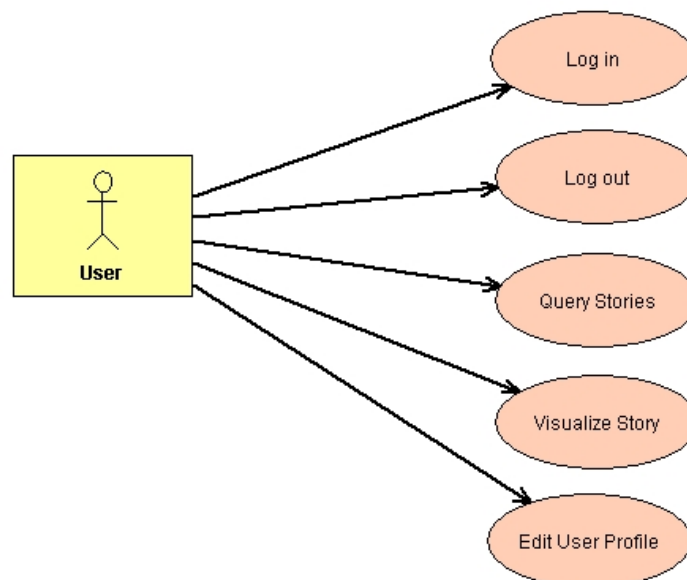 Log in
Log out
User
Query Stories
Visualize Story
Edit User Profile